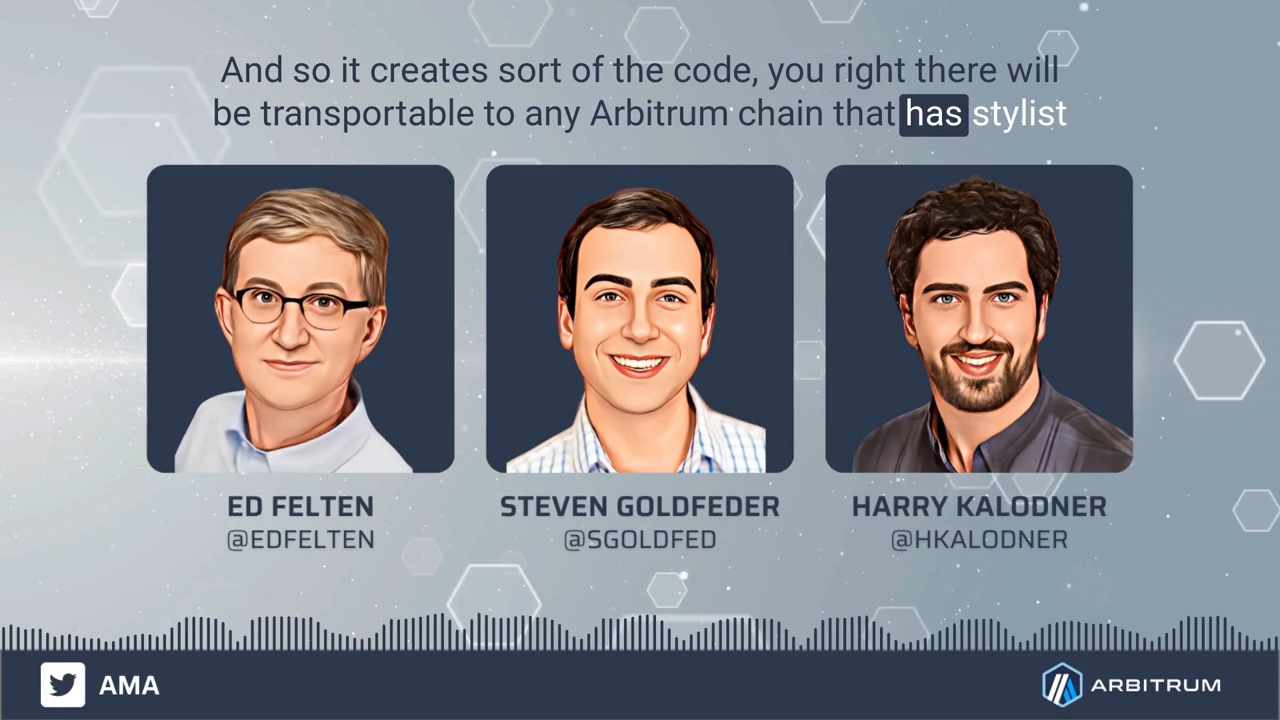 And so it creates sort of the code, you right there will
be transportable to any Arbitrum chain that has stylist
ED FELTEN
@EDFELTEN
STEVEN GOLDFEDER
@SGOLDFED
HARRY KALODNER
@HKALODNER
AMA
ARBITRUM